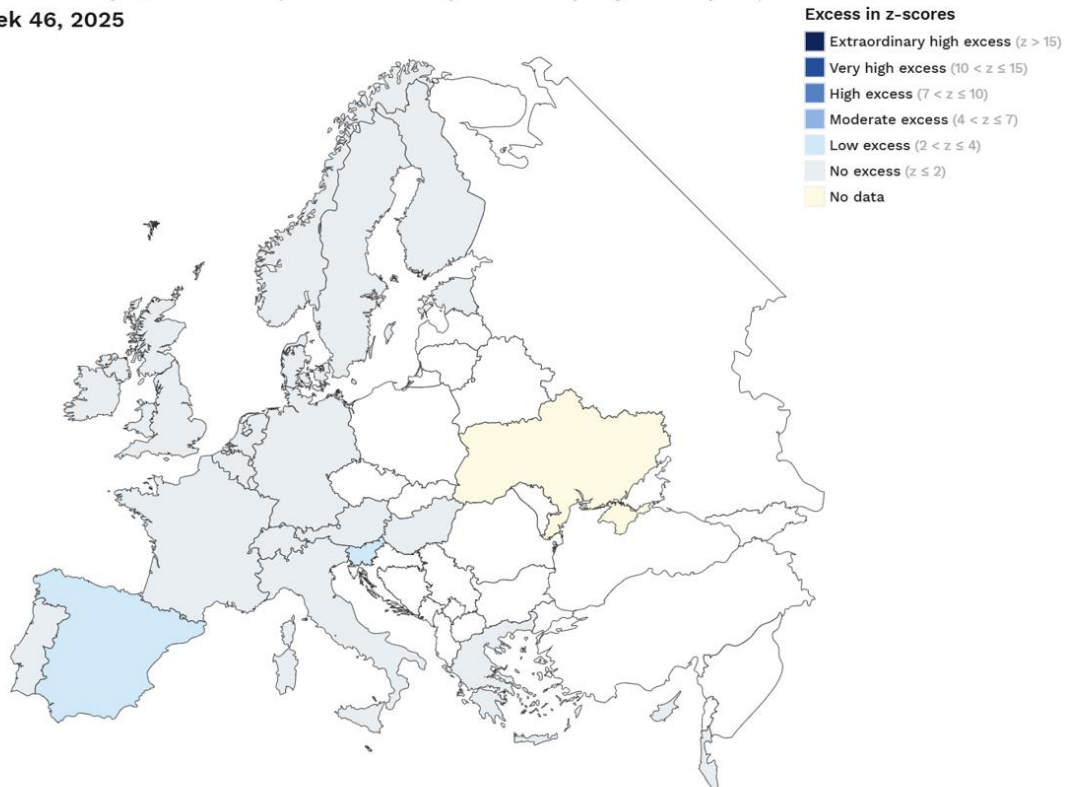 ek 46, 2025
Excess in z-scores
Extraordinary high excess (z > 15)
Very high excess (10 < z ≤ 15)
High excess (7 < z ≤ 10)
Moderate excess (4 < z ≤ 7)
Low excess (2 < z ≤ 4)
No excess (z ≤ 2)
No data